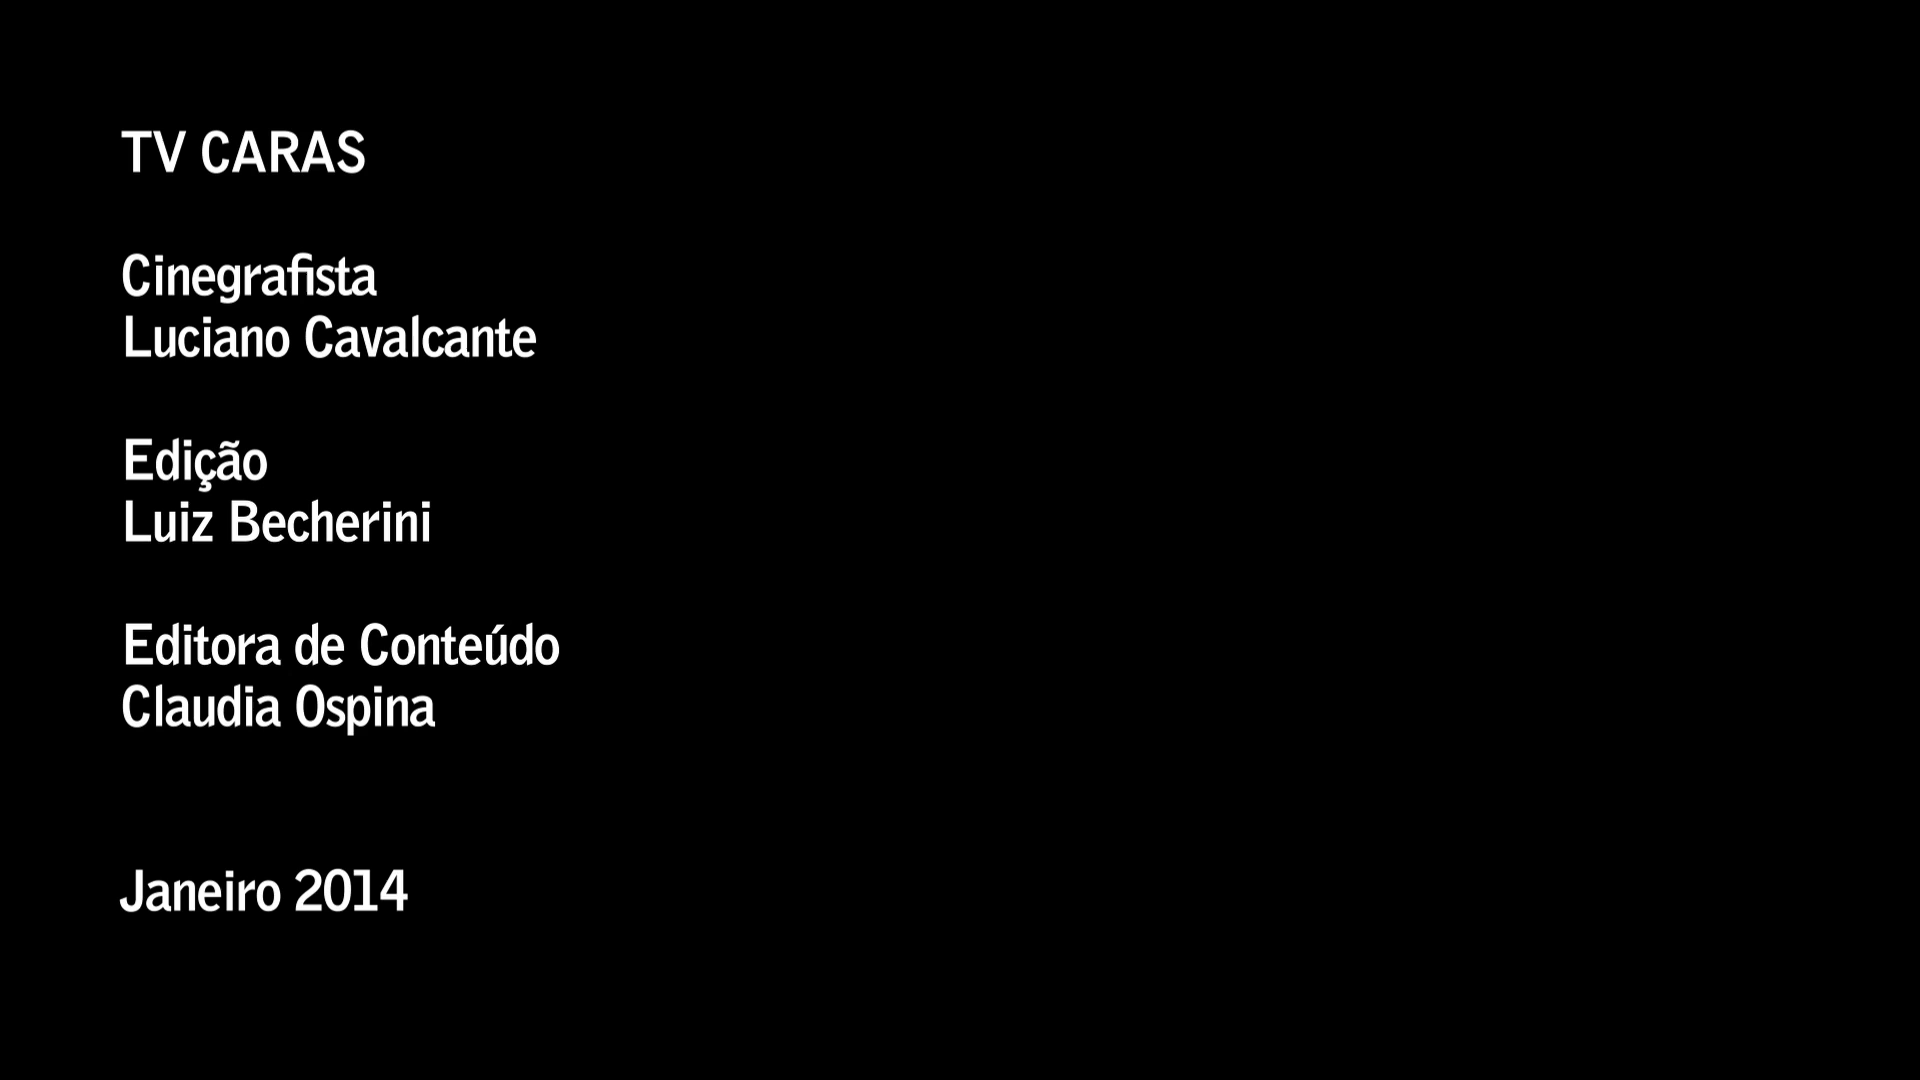 TV CARAS
Cinegrafista
Luciano Cavalcante
Edição
Luiz Becherini
Editora de Conteúdo
Claudia Ospina
Janeiro 2014